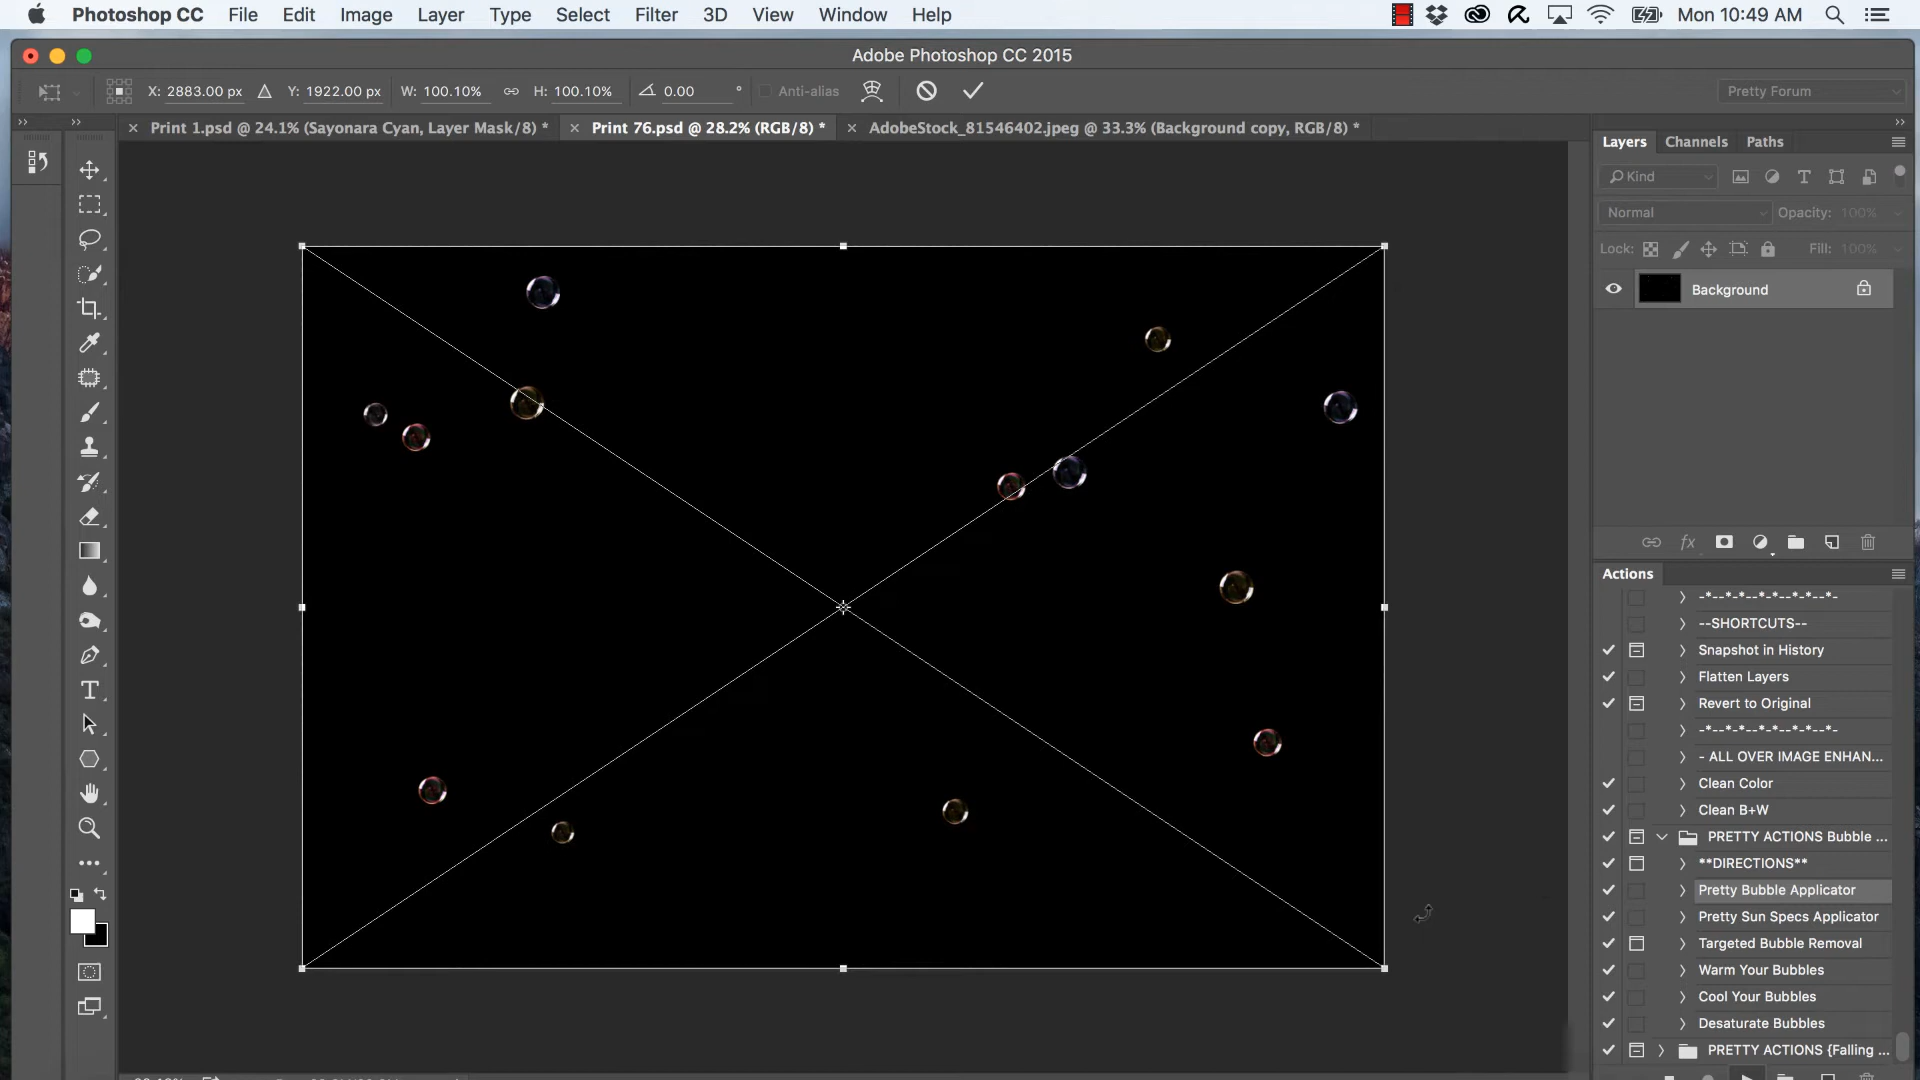 Photoshop CC File Edit Image Layer Type Select Filter 3D View Window Help Mon 10:49 AM
Adobe Photoshop CC 2015
X: 2883.00 px Y: 1922.00 px W: 100.10% H: 100.10% 0.00 ° Anti-alias Pretty Forum
Print 1.psd @ 24.1% (Sayonara Cyan, Layer Mask/8) * Print 76.psd @ 28.2% (RGB/8) * AdobeStock_81546402.jpeg @ 33.3% (Background copy, RGB/8) *
Layers Channels Paths
Kind
Normal Opacity: 100%
Lock: Fill: 100%
Background
fx
Actions
-*--*-*--*-*--*--*-
--SHORTCUTS--
Snapshot in History
Flatten Layers
Revert to Original
-*--*-*--*-*--*--*-
- ALL OVER IMAGE ENHAN...
Clean Color
Clean B+W
PRETTY ACTIONS Bubble ...
**DIRECTIONS**
Pretty Bubble Applicator
Pretty Sun Specs Applicator
Targeted Bubble Removal
Warm Your Bubbles
Cool Your Bubbles
Desaturate Bubbles
PRETTY ACTIONS {Falling ...